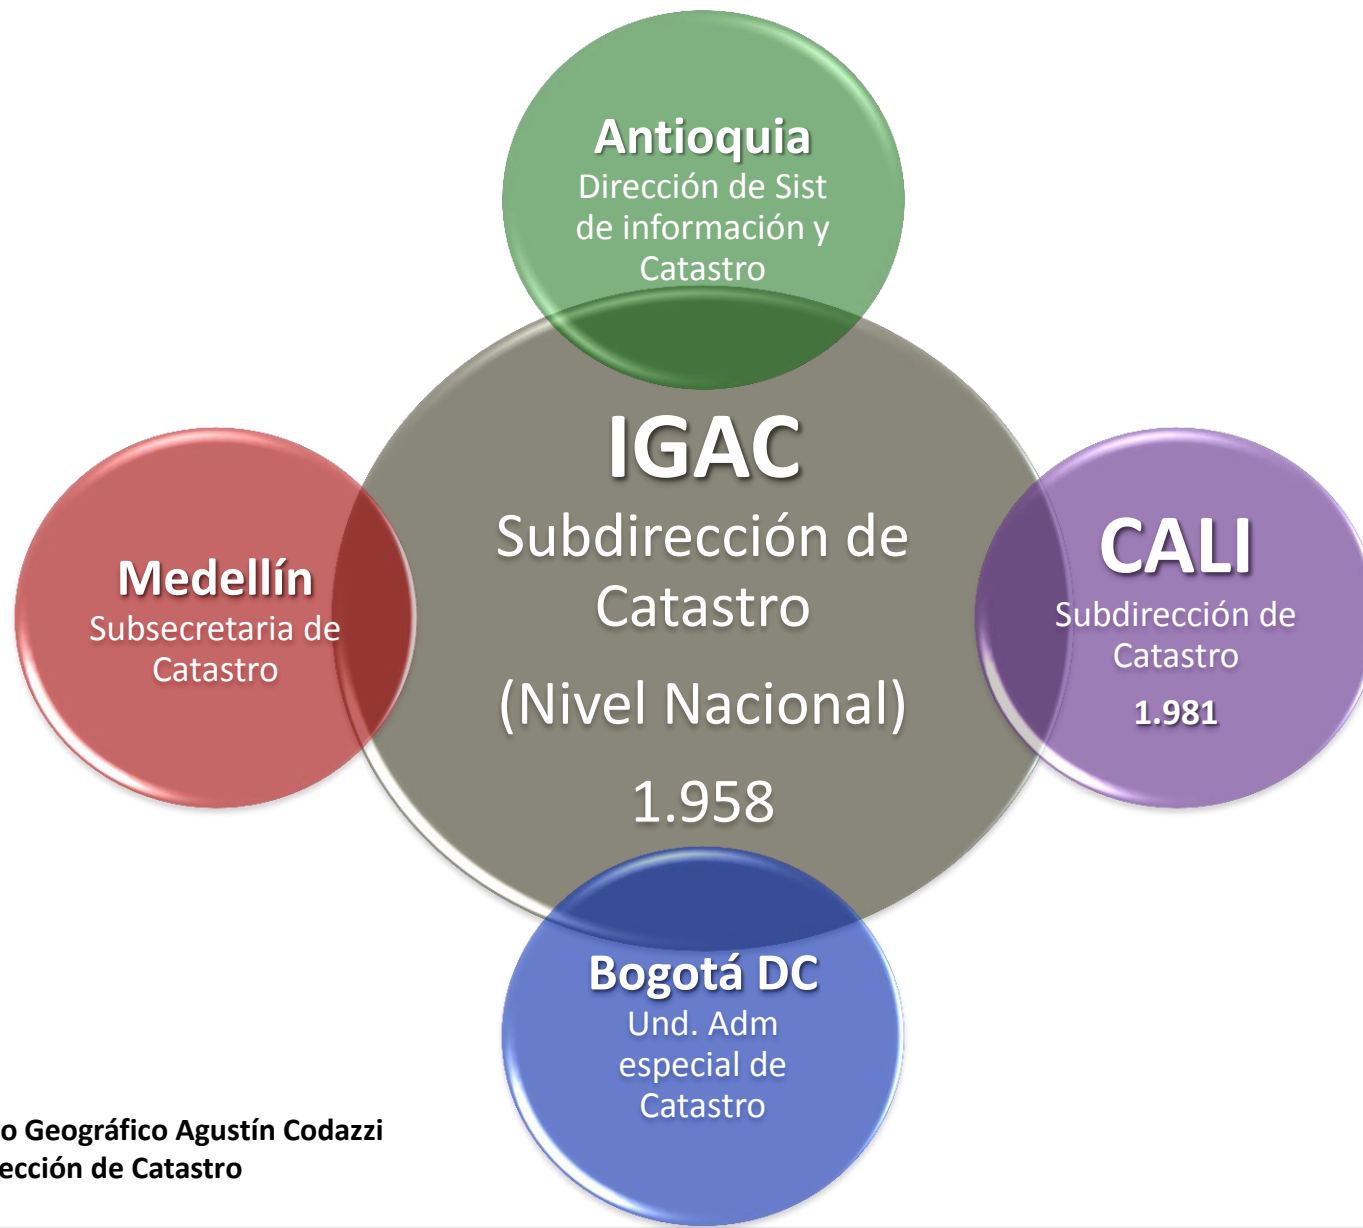 Antioquia
Dirección de Sist
de información y
Catastro
IGAC
Subdirección de
Catastro
(Nivel Nacional)
1.958
Medellín
Subsecretaria de
Catastro
CALI
Subdirección de
Catastro
1.981
Bogotá DC
Und. Adm
especial de
Catastro
o Geográfico Agustín Codazzi
ección de Catastro